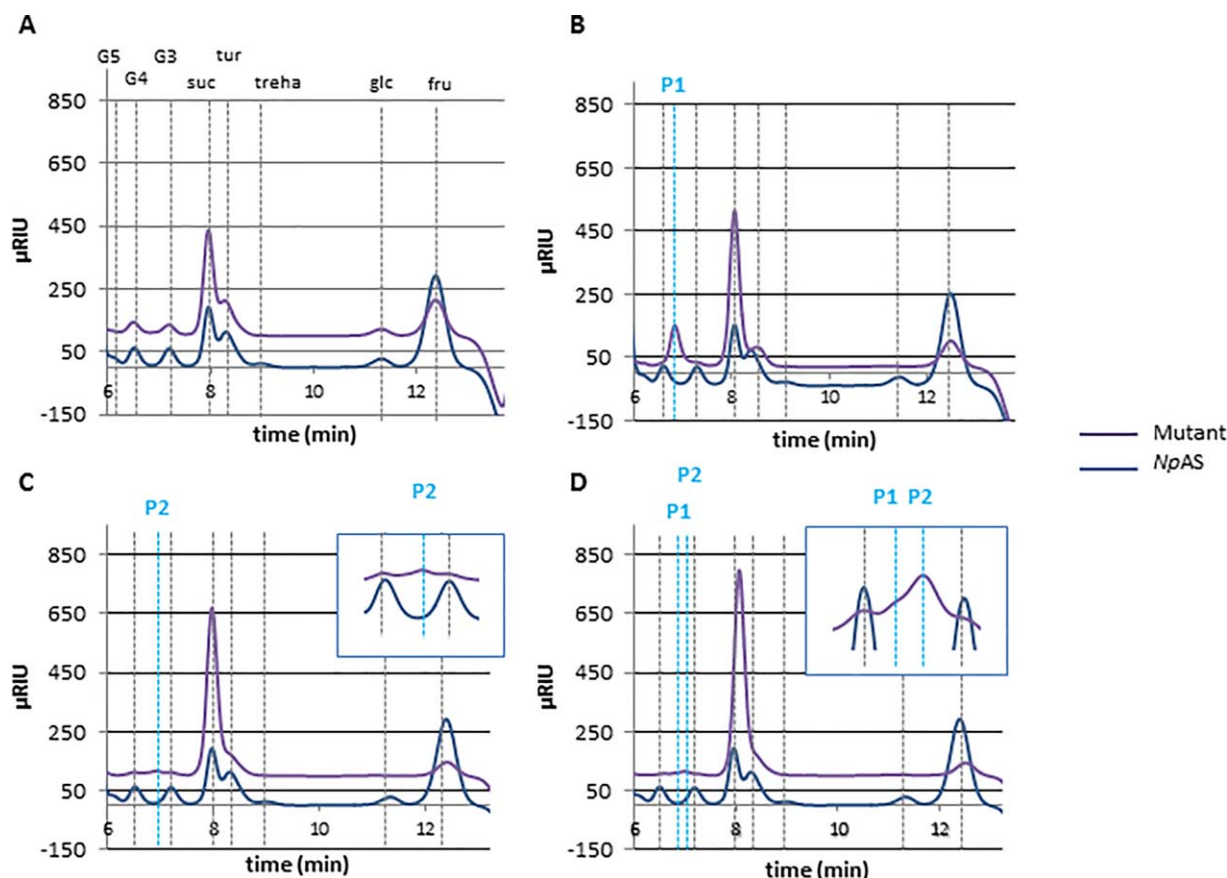 A
G5
G3
tur
G4
suc
treha
glc
fru
850
650
450
250
50
-150
µRIU
6
8
10
12
time (min)
B
P1
850
650
450
250
50
-150
µRIU
6
8
10
12
time (min)
Mutant
NpAS
C
P2
P2
850
650
450
250
50
-150
µRIU
6
8
10
12
time (min)
D
P2
P1
P1 P2
850
650
450
250
50
-150
µRIU
6
8
10
12
time (min)